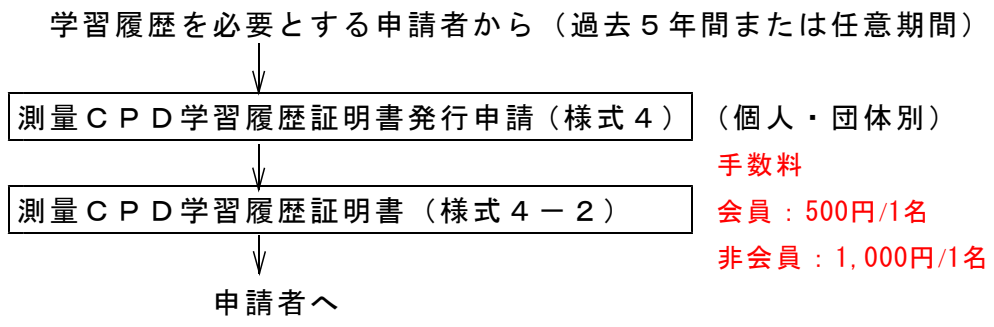 学習履歴を必要とする申請者から（過去５年間または任意期間）
測量ＣＰＤ学習履歴証明書発行申請（様式４）
（個人・団体別）
手数料
測量ＣＰＤ学習履歴証明書（様式４－２）
会員：500円/1名
非会員：1,000円/1名
申請者へ